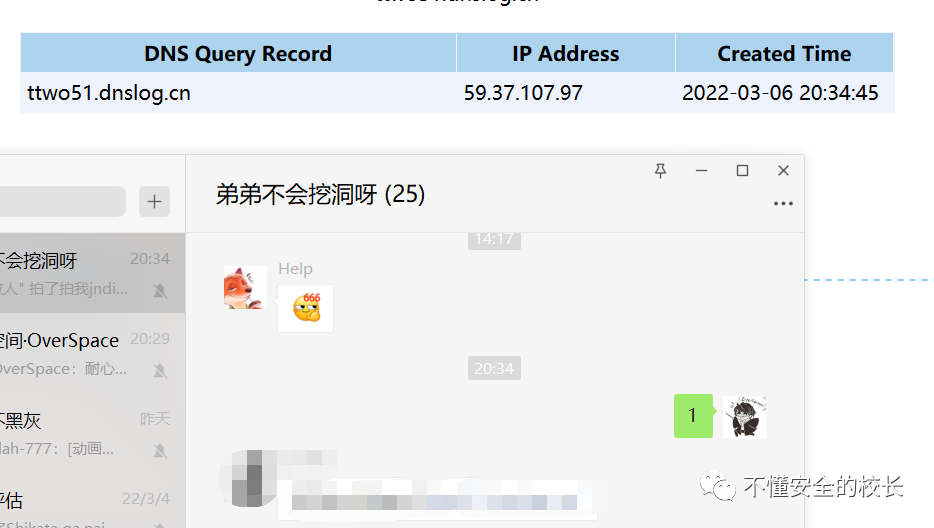 DNS Query Record IP Address Created Time
ttwo51.dnslog.cn 59.37.107.97 2022-03-06 20:34:45
弟弟不会挖洞呀 (25)
不会挖洞呀 20:34
人" 拍了拍我jndi...
空间·OverSpace 20:29
OverSpace：耐心...
不黑灰 昨天
lah-777：[动画...
评估 22/3/4
14:17
Help
666
20:34
1
不懂安全的校长